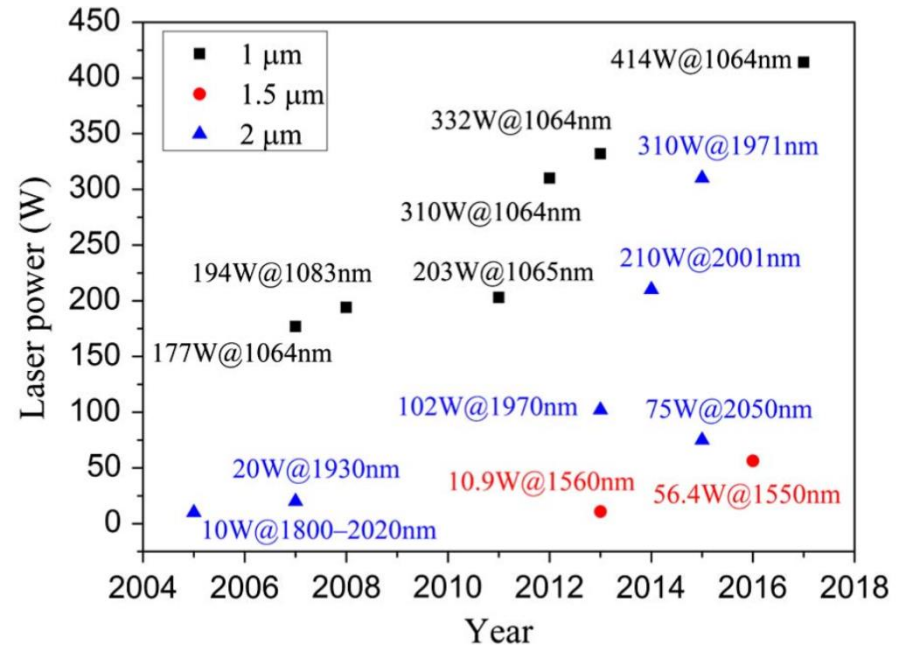 450
400
350
300
250
200
150
100
50
0
Laser power (W)
1 μm
1.5 μm
2 μm
414W@1064nm
332W@1064nm
310W@1971nm
310W@1064nm
210W@2001nm
194W@1083nm
203W@1065nm
177W@1064nm
102W@1970nm
75W@2050nm
20W@1930nm
10.9W@1560nm
56.4W@1550nm
10W@1800–2020nm
2004 2006 2008 2010 2012 2014 2016 2018
Year